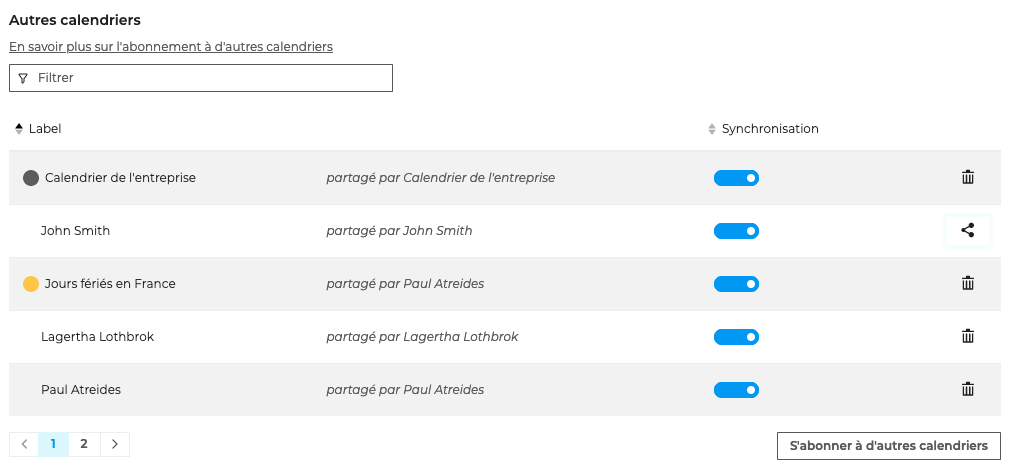 Autres calendriers
En savoir plus sur l'abonnement à d'autres calendriers
Filtrer
Label Synchronisation
Calendrier de l'entreprise partagé par Calendrier de l'entreprise
John Smith partagé par John Smith
Jours fériés en France partagé par Paul Atreides
Lagertha Lothbrok partagé par Lagertha Lothbrok
Paul Atreides partagé par Paul Atreides
1 2
S'abonner à d'autres calendriers